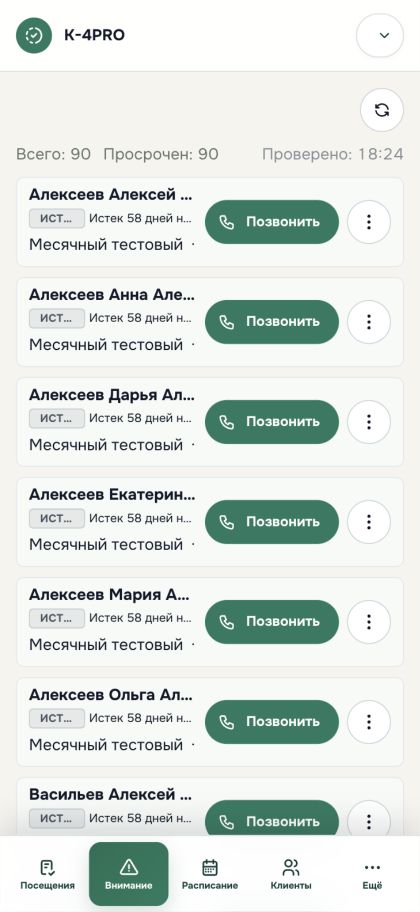 K-4PRO
Всего: 90 Просрочен: 90 Проверено: 18:24
Алексеев Алексей ...
ИСТ... Истек 58 дней н...
Месячный тестовый ·
Позвонить
Алексеев Анна Але...
ИСТ... Истек 58 дней н...
Месячный тестовый ·
Позвонить
Алексеев Дарья Ал...
ИСТ... Истек 58 дней н...
Месячный тестовый ·
Позвонить
Алексеев Екатерин...
ИСТ... Истек 58 дней н...
Месячный тестовый ·
Позвонить
Алексеев Мария А...
ИСТ... Истек 58 дней н...
Месячный тестовый ·
Позвонить
Алексеев Ольга Ал...
ИСТ... Истек 58 дней н...
Месячный тестовый ·
Позвонить
Васильев Алексей ...
ИСТ... Истек 58 дней н...
Позвонить
Посещения Внимание Расписание Клиенты Ещё